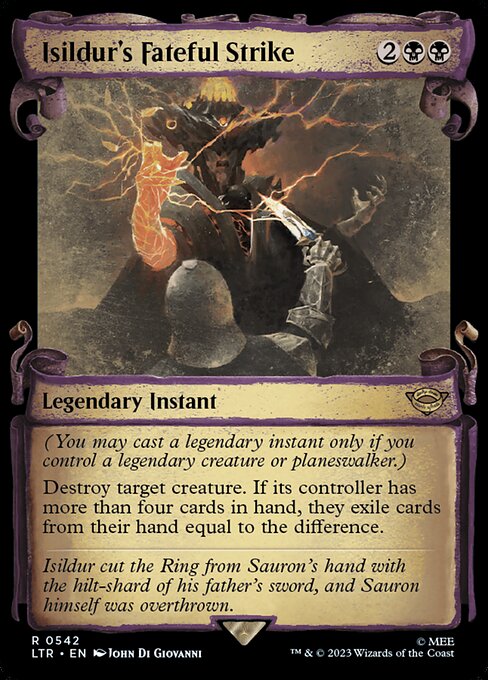 Isildur's Fateful Strike 2
Legendary Instant
(You may cast a legendary instant only if you
control a legendary creature or planeswalker.)
Destroy target creature. If its controller has
more than four cards in hand, they exile cards
from their hand equal to the difference.
Isildur cut the Ring from Sauron's hand with
the hilt-shard of his father's sword, and Sauron
himself was overthrown.
R 0542 © MEE
LTR • EN John Di Giovanni ™ & © 2023 Wizards of the Coast